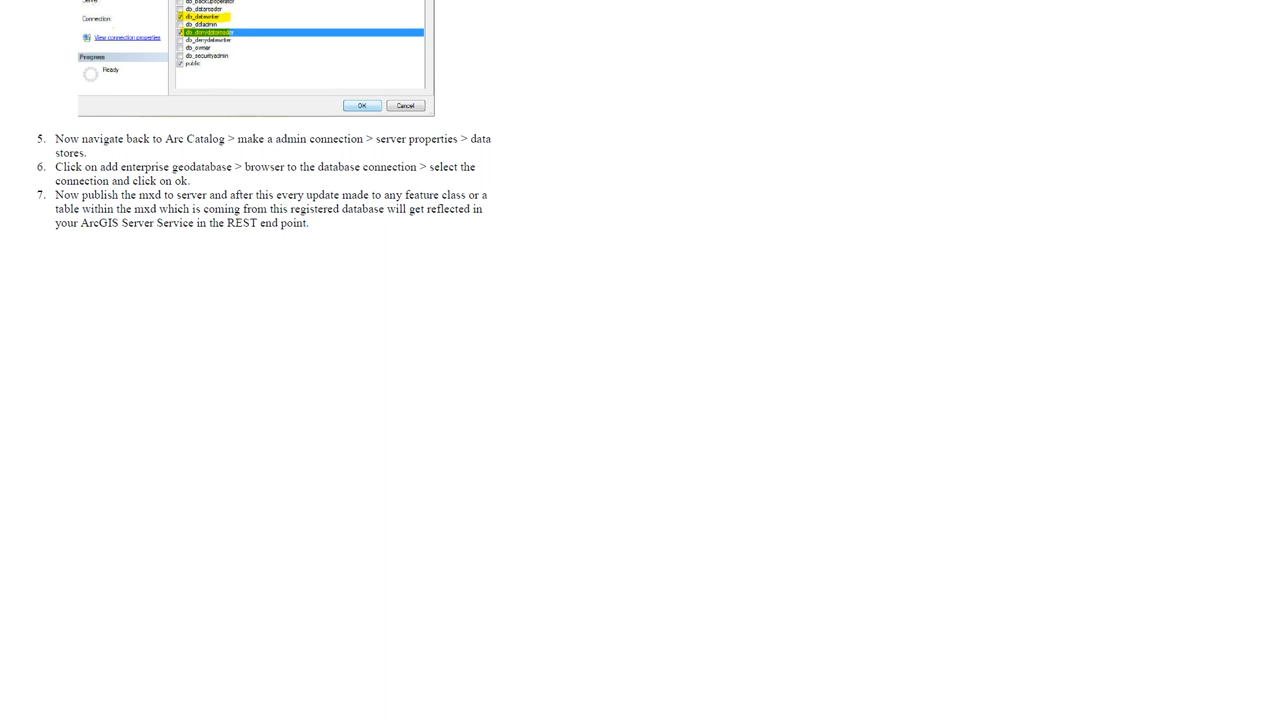 db_backupoperator
Server:
db_datareader
db_datawriter
Connection:
db_ddladmin
db_denydatareader
View connection properties
db_denydatawriter
db_owner
db_securityadmin
Progress
public
Ready
OK
Cancel
5. Now navigate back to Arc Catalog > make a admin connection > server properties > data
stores.
6. Click on add enterprise geodatabase > browser to the database connection > select the
connection and click on ok.
7. Now publish the mxd to server and after this every update made to any feature class or a
table within the mxd which is coming from this registered database will get reflected in
your ArcGIS Server Service in the REST end point.